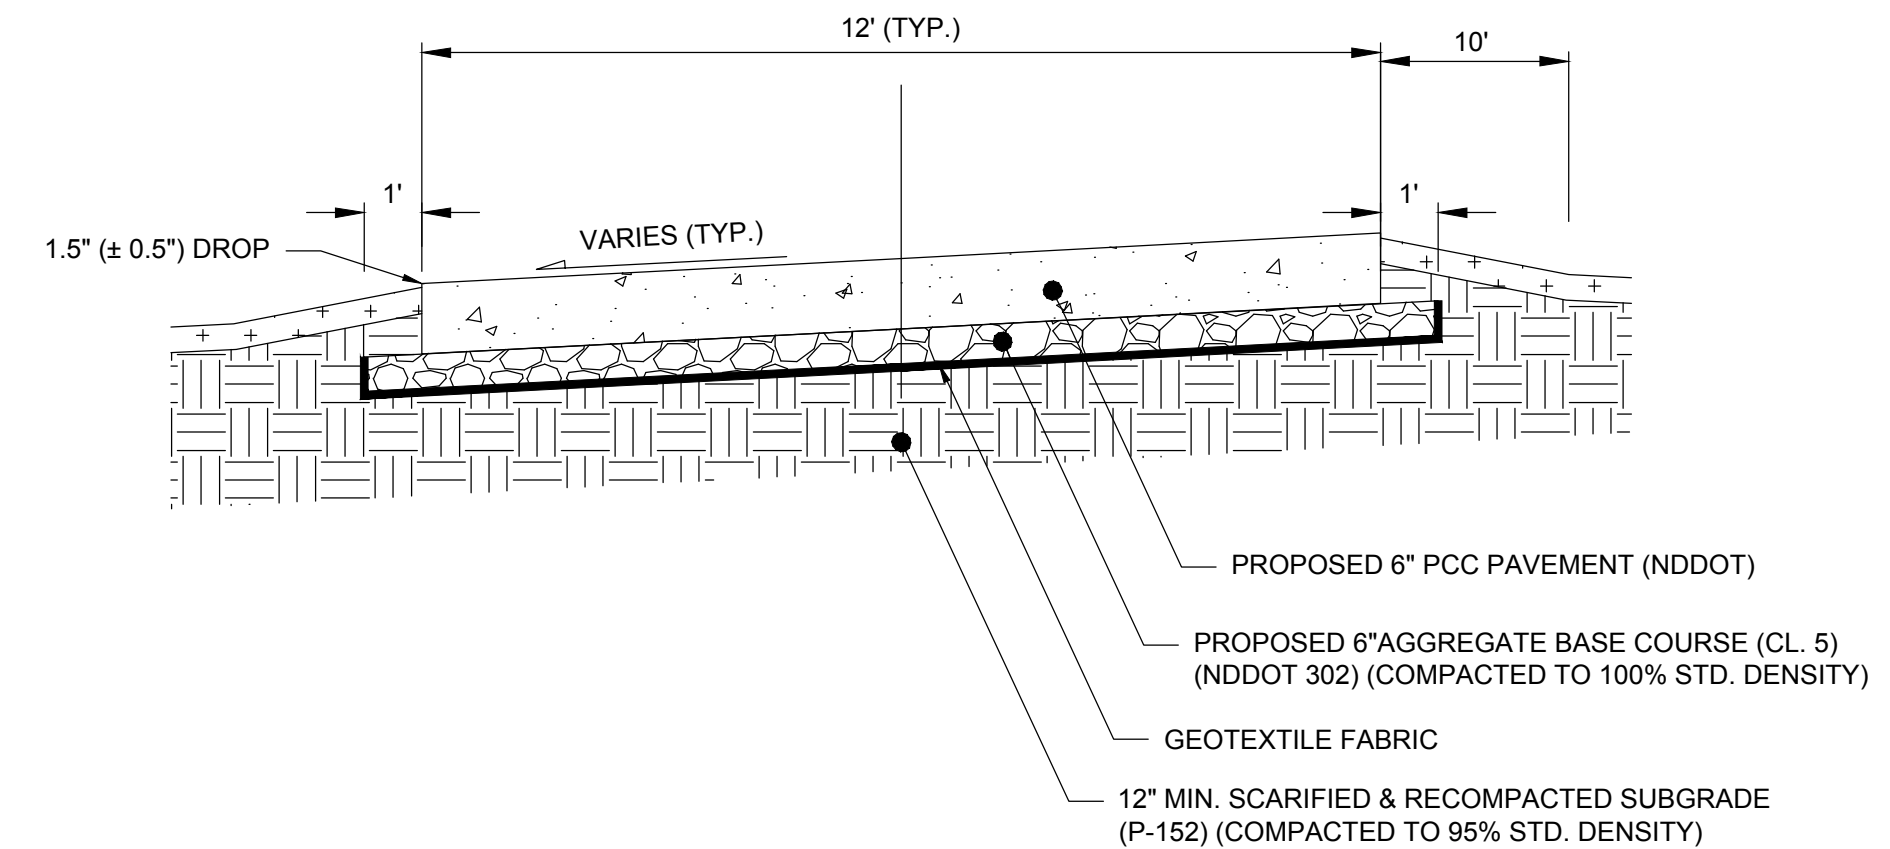 12' (TYP.)
10'
1'
1'
VARIES (TYP.)
1.5" (± 0.5") DROP
PROPOSED 6" PCC PAVEMENT (NDDOT)
PROPOSED 6"AGGREGATE BASE COURSE (CL. 5)
(NDDOT 302) (COMPACTED TO 100% STD. DENSITY)
GEOTEXTILE FABRIC
12" MIN. SCARIFIED & RECOMPACTED SUBGRADE
(P-152) (COMPACTED TO 95% STD. DENSITY)